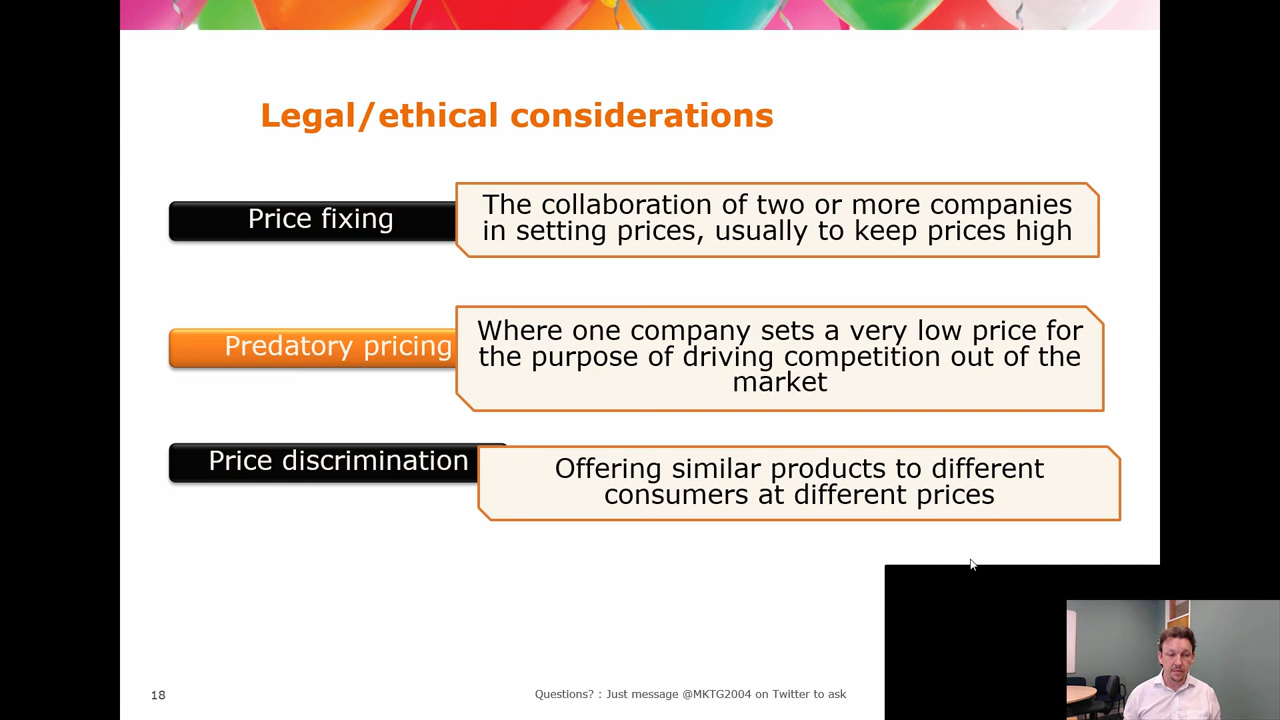 Legal/ethical considerations
Price fixing
The collaboration of two or more companies
in setting prices, usually to keep prices high
Predatory pricing
Where one company sets a very low price for
the purpose of driving competition out of the
market
Price discrimination
Offering similar products to different
consumers at different prices
18
Questions? : Just message @MKTG2004 on Twitter to ask